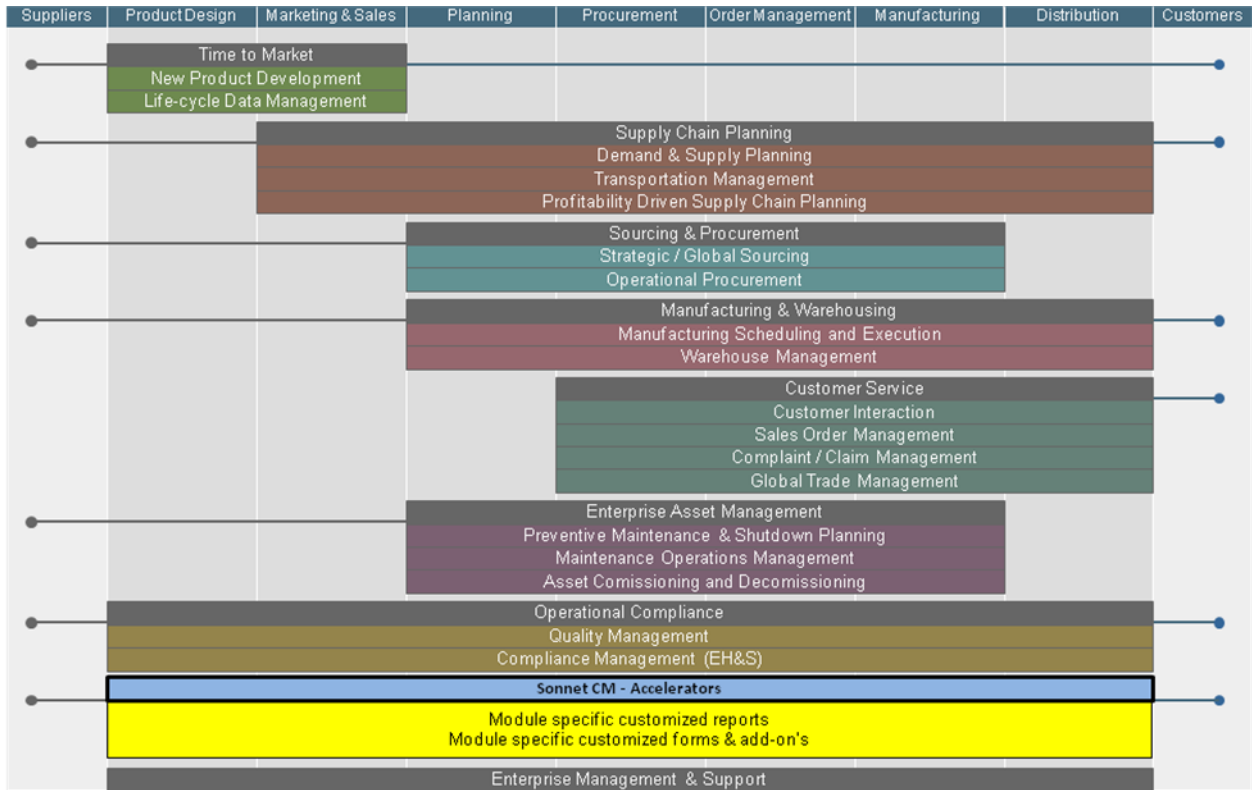 Suppliers Product Design Marketing & Sales Planning Procurement Order Management Manufacturing Distribution Customers
Time to Market
New Product Development
Life-cycle Data Management
Supply Chain Planning
Demand & Supply Planning
Transportation Management
Profitability Driven Supply Chain Planning
Sourcing & Procurement
Strategic / Global Sourcing
Operational Procurement
Manufacturing & Warehousing
Manufacturing Scheduling and Execution
Warehouse Management
Customer Service
Customer Interaction
Sales Order Management
Complaint / Claim Management
Global Trade Management
Enterprise Asset Management
Preventive Maintenance & Shutdown Planning
Maintenance Operations Management
Asset Comissioning and Decomissioning
Operational Compliance
Quality Management
Compliance Management (EH&S)
Sonnet CM - Accelerators
Module specific customized reports
Module specific customized forms & add-on's
Enterprise Management & Support